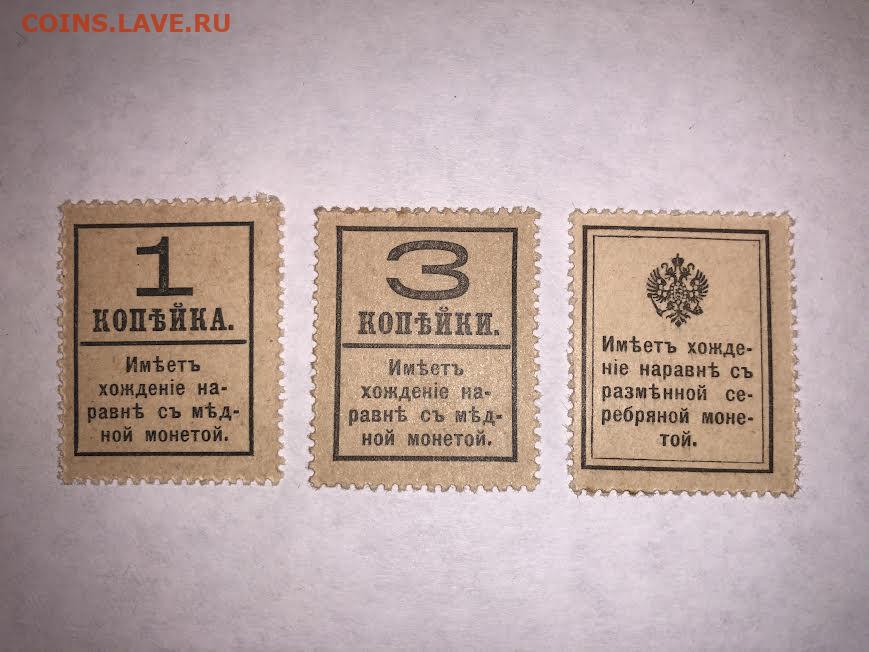 COINS.LAVE.RU
1
КОПѢЙКА.
Имѣетъ
хожденіе на-
равнѣ съ мѣд-
ной монетой.
3
КОПѢЙКИ.
Имѣетъ
хожденіе на-
равнѣ съ мѣд-
ной монетой.
Имѣетъ хожде-
ніе наравнѣ съ
размѣнной се-
ребряной моне-
той.